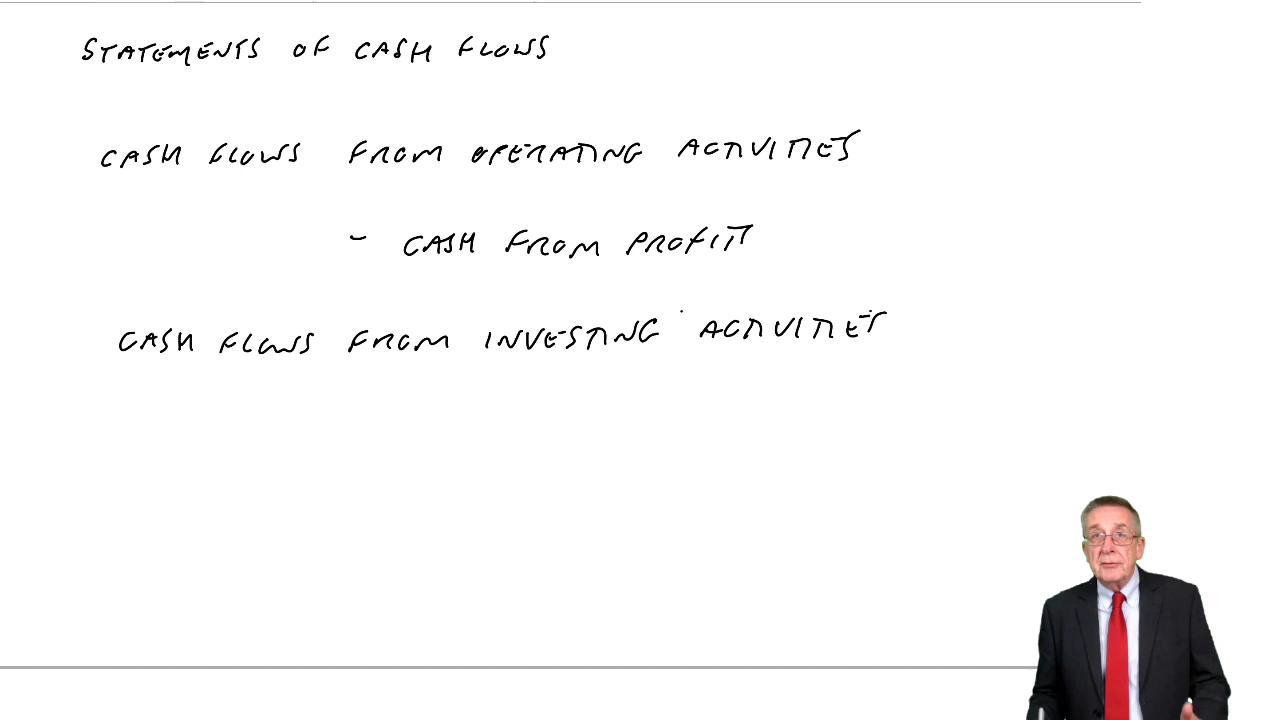 STATEMENTS OF CASH FLOWS
CASH FLOWS FROM OPERATING ACTIVITIES
- CASH FROM PROFIT
CASH FLOWS FROM INVESTING ACTIVITIES